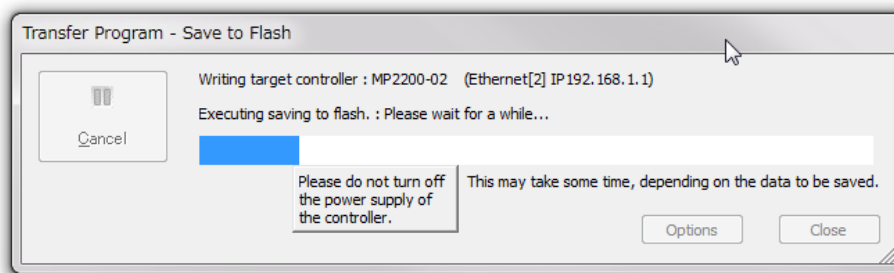 Transfer Program - Save to Flash
Writing target controller : MP2200-02 (Ethernet[2] IP192.168.1.1)
Executing saving to flash. : Please wait for a while...
Cancel
Please do not turn off
the power supply of
the controller.
This may take some time, depending on the data to be saved.
Options
Close